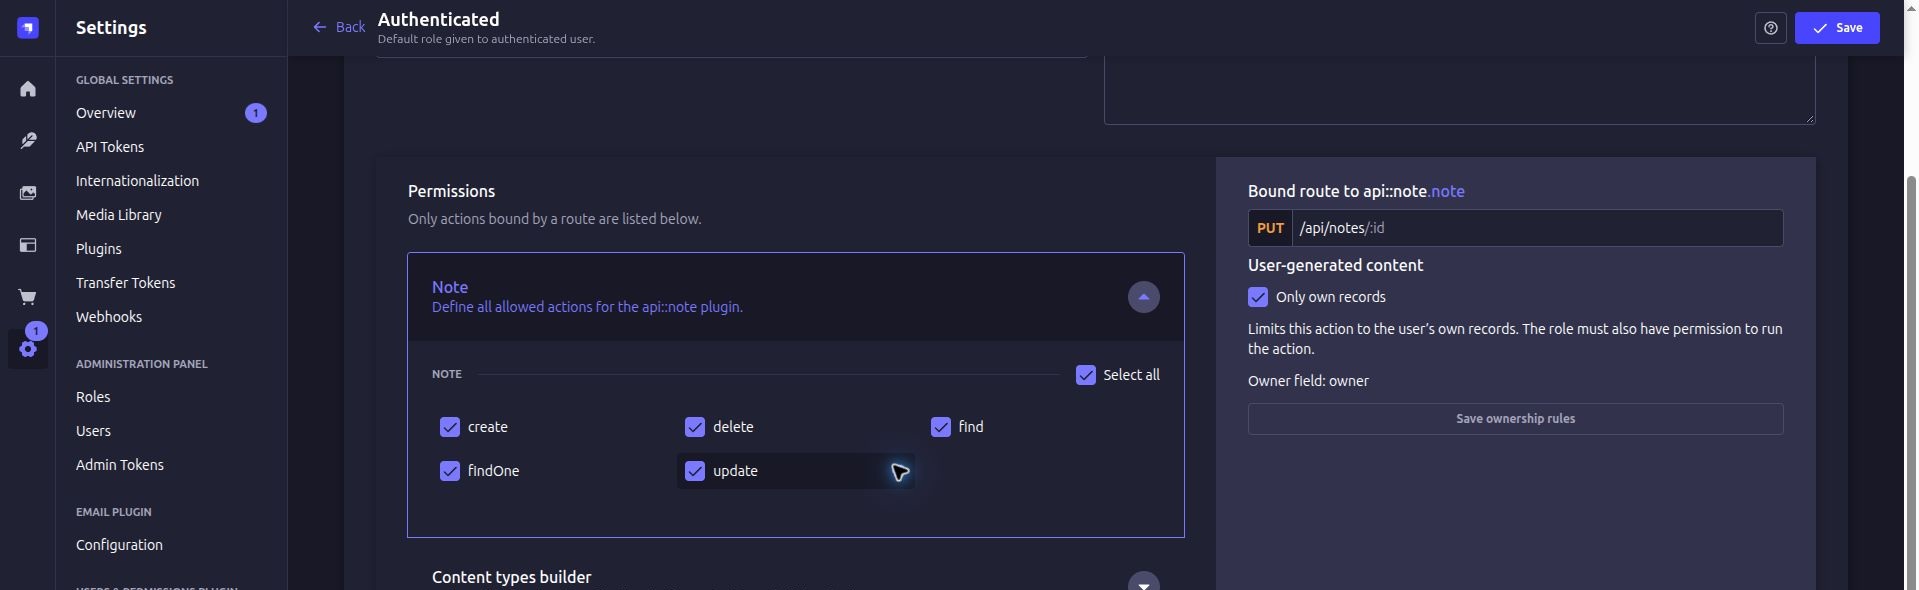 Settings
GLOBAL SETTINGS
Overview
1
API Tokens
Internationalization
Media Library
Plugins
Transfer Tokens
Webhooks
1
ADMINISTRATION PANEL
Roles
Users
Admin Tokens
EMAIL PLUGIN
Configuration
USERS & PERMISSIONS PLUGIN
Back
Authenticated
Default role given to authenticated user.
Save
Permissions
Only actions bound by a route are listed below.
Note
Define all allowed actions for the api::note plugin.
NOTE
Select all
create
delete
find
findOne
update
Content types builder
Bound route to api::note.note
PUT /api/notes/:id
User-generated content
Only own records
Limits this action to the user’s own records. The role must also have permission to run
the action.
Owner field: owner
Save ownership rules